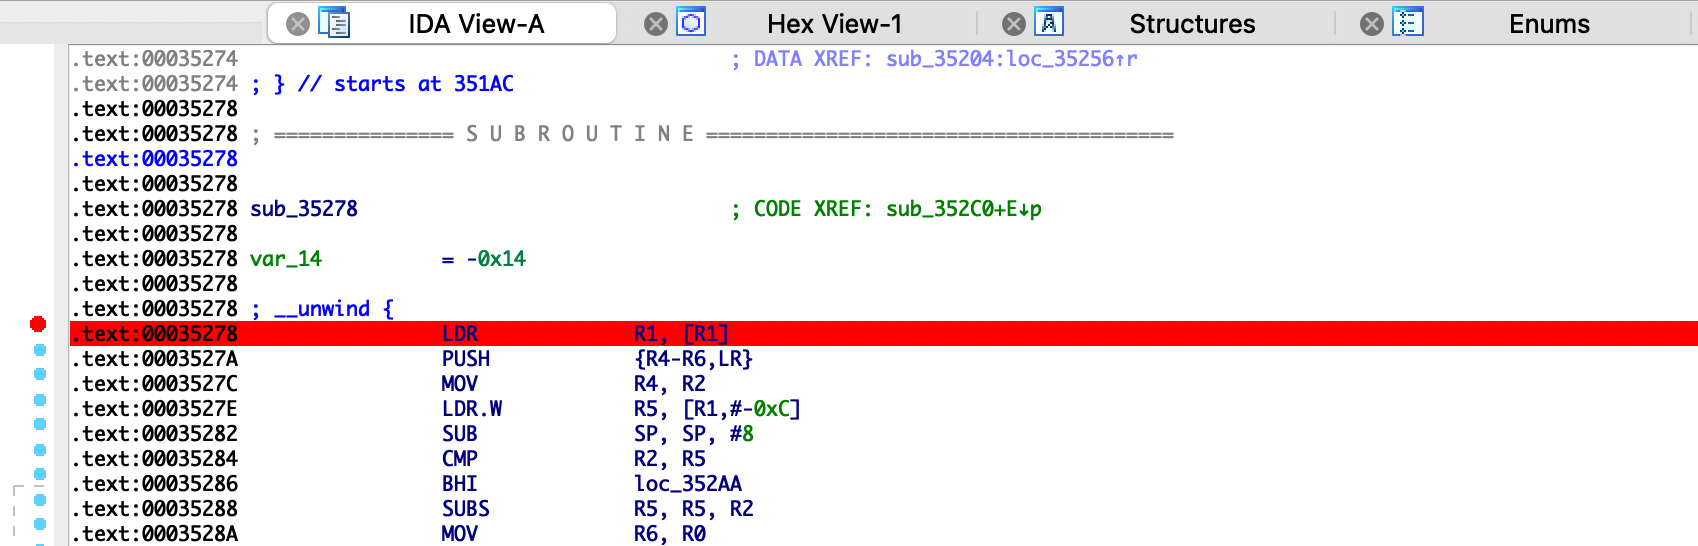 IDA View-A Hex View-1 Structures Enums
.text:00035274 ; DATA XREF: sub_35204:loc_35256↑r
.text:00035274 ; } // starts at 351AC
.text:00035278
.text:00035278 ; =============== S U B R O U T I N E =======================================
.text:00035278
.text:00035278
.text:00035278 sub_35278 ; CODE XREF: sub_352C0+E↓p
.text:00035278
.text:00035278 var_14 = -0x14
.text:00035278
.text:00035278 ; __unwind {
.text:00035278 LDR R1, [R1]
.text:0003527A PUSH {R4-R6,LR}
.text:0003527C MOV R4, R2
.text:0003527E LDR.W R5, [R1,#-0xC]
.text:00035282 SUB SP, SP, #8
.text:00035284 CMP R2, R5
.text:00035286 BHI loc_352AA
.text:00035288 SUBS R5, R5, R2
.text:0003528A MOV R6, R0